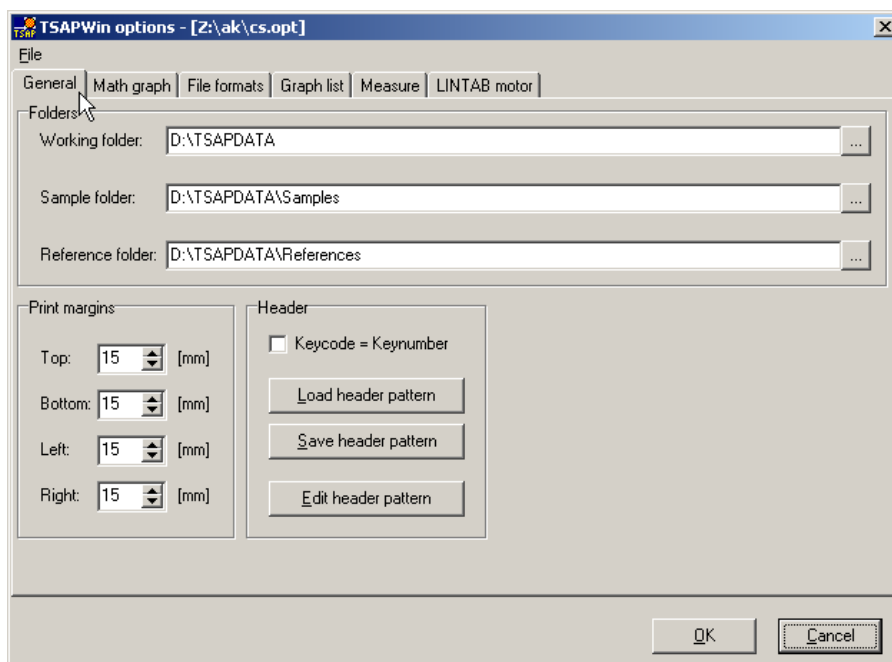 TSAPWin options - [Z:\ak\cs.opt]
File
General Math graph File formats Graph list Measure LINTAB motor
Folders
Working folder: D:\TSAPDATA ...
Sample folder: D:\TSAPDATA\Samples ...
Reference folder: D:\TSAPDATA\References ...
Print margins
Top: 15 [mm]
Bottom: 15 [mm]
Left: 15 [mm]
Right: 15 [mm]
Header
Keycode = Keynumber
Load header pattern
Save header pattern
Edit header pattern
OK Cancel